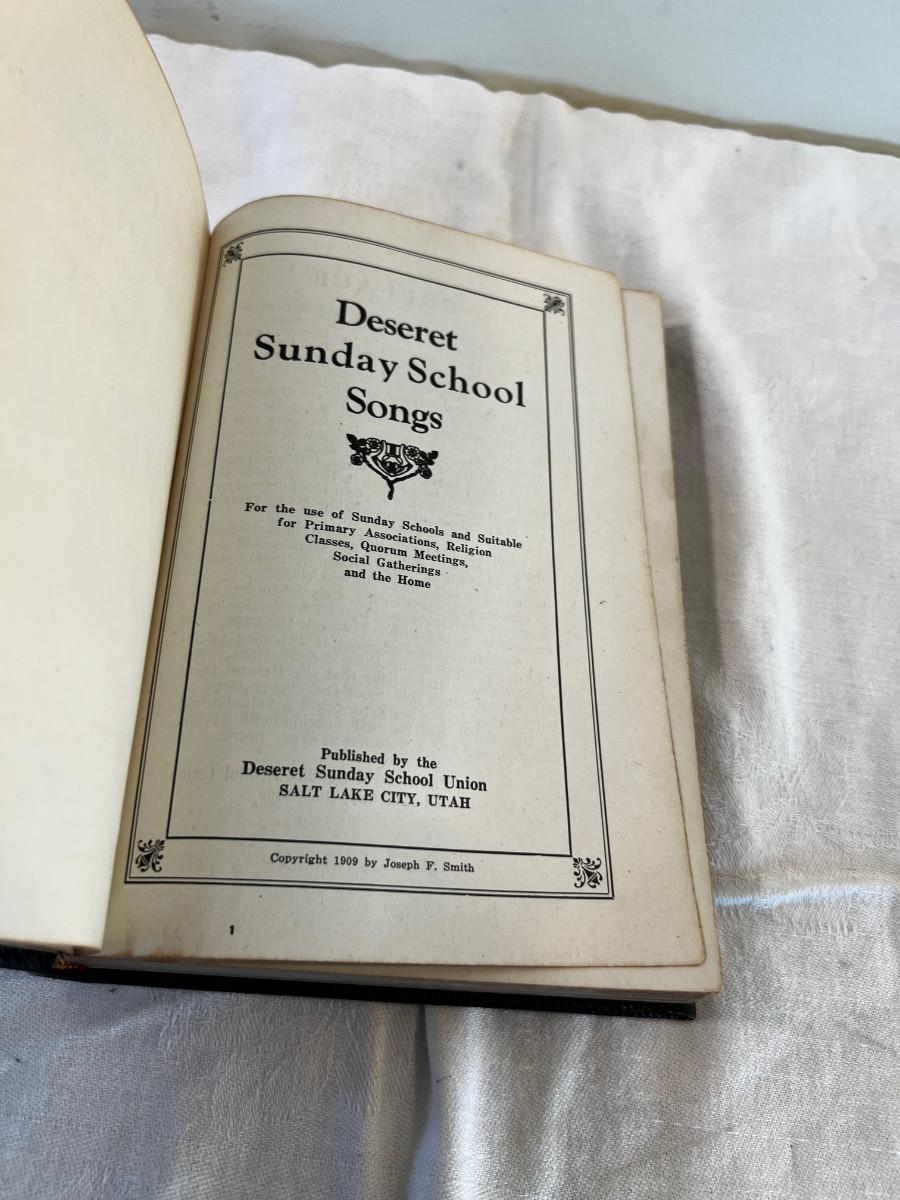 Deseret
Sunday School
Songs
For the use of Sunday Schools and Suitable
for Primary Associations, Religion
Classes, Quorum Meetings,
Social Gatherings
and the Home
Published by the
Deseret Sunday School Union
SALT LAKE CITY, UTAH
Copyright 1909 by Joseph F. Smith
1